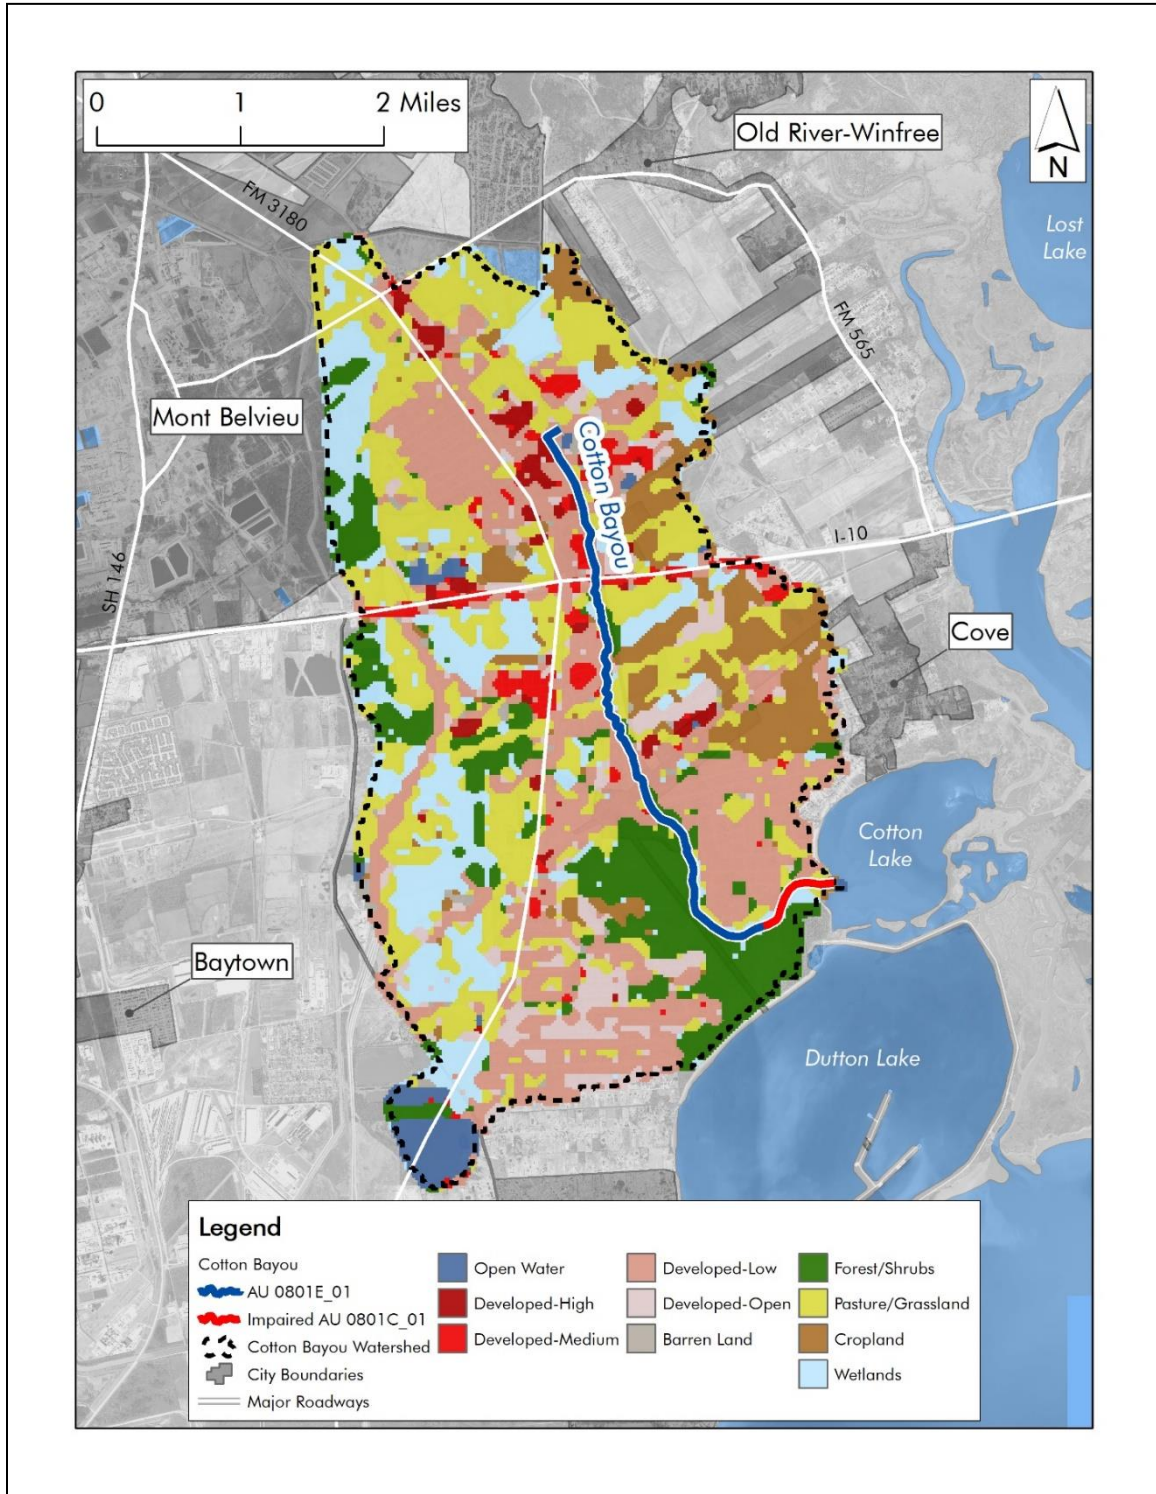 0 1 2 Miles
N
Old River-Winfree
FM 3180
Lost
Lake
FM 565
Mont Belvieu
Cotton Bayou
I-10
SH 146
Cove
Cotton
Lake
Baytown
Dutton Lake
Legend
Cotton Bayou
AU 0801E_01
Impaired AU 0801C_01
Cotton Bayou Watershed
City Boundaries
Major Roadways
Open Water
Developed-High
Developed-Medium
Developed-Low
Developed-Open
Barren Land
Forest/Shrubs
Pasture/Grassland
Cropland
Wetlands